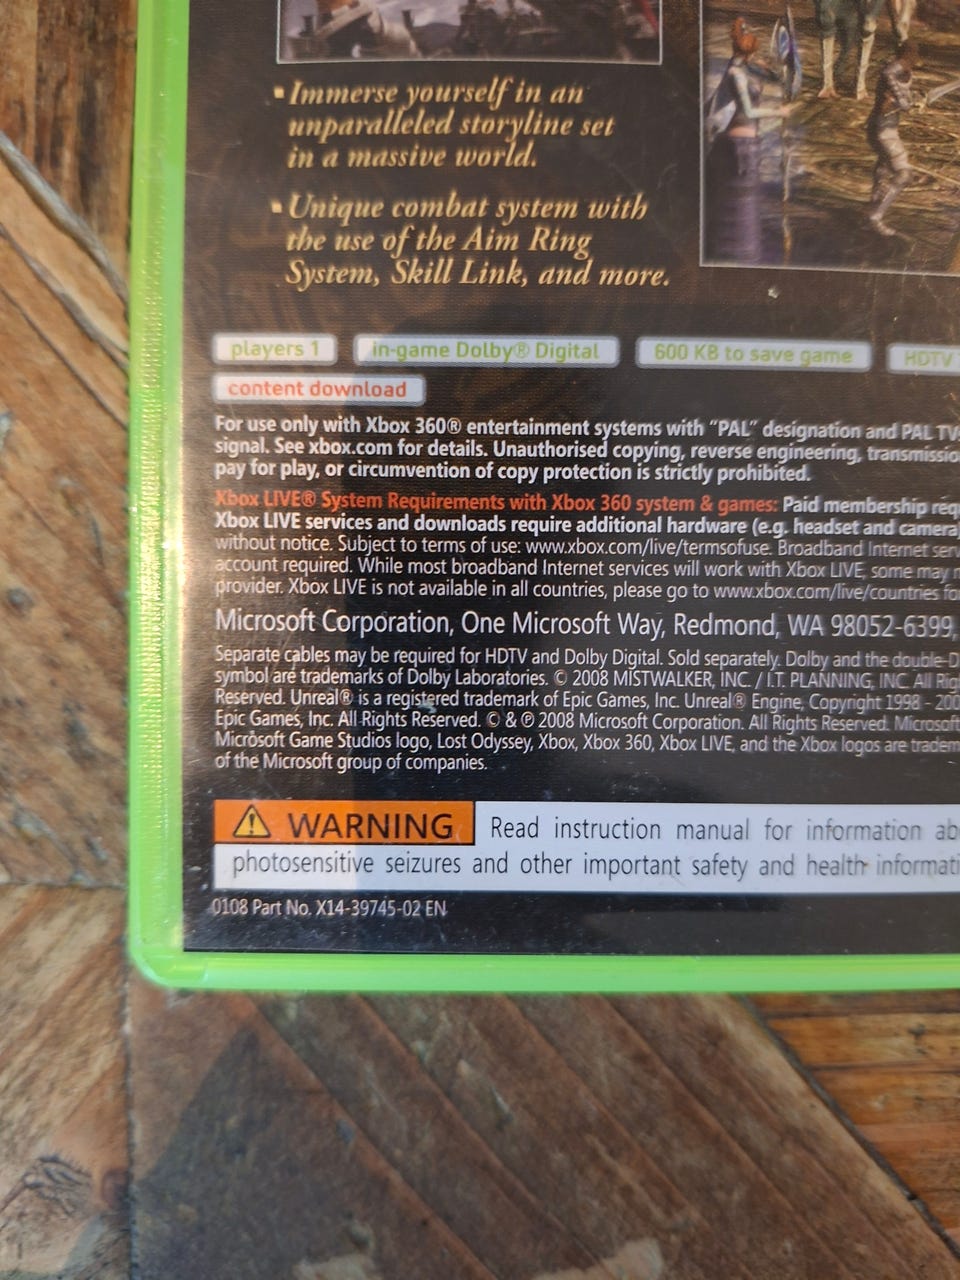 ▪Immerse yourself in an
unparalleled storyline set
in a massive world.
▪Unique combat system with
the use of the Aim Ring
System, Skill Link, and more.
players 1 in-game Dolby® Digital 600 KB to save game HDTV
content download
For use only with Xbox 360® entertainment systems with "PAL" designation and PAL TV
signal. See xbox.com for details. Unauthorised copying, reverse engineering, transmissio
pay for play, or circumvention of copy protection is strictly prohibited.
Xbox LIVE® System Requirements with Xbox 360 system & games: Paid membership req
Xbox LIVE services and downloads require additional hardware (e.g. headset and camera)
without notice. Subject to terms of use: www.xbox.com/live/termsofuse. Broadband Internet serv
account required. While most broadband Internet services will work with Xbox LIVE, some may n
provider. Xbox LIVE is not available in all countries, please go to www.xbox.com/live/countries fo
Microsoft Corporation, One Microsoft Way, Redmond, WA 98052-6399,
Separate cables may be required for HDTV and Dolby Digital. Sold separately. Dolby and the double-D
symbol are trademarks of Dolby Laboratories. © 2008 MISTWALKER, INC. / I.T. PLANNING, INC. All Rig
Reserved. Unreal® is a registered trademark of Epic Games, Inc. Unreal® Engine, Copyright 1998 - 200
Epic Games, Inc. All Rights Reserved. © & ℗ 2008 Microsoft Corporation. All Rights Reserved. Microsoft
Microsoft Game Studios logo, Lost Odyssey, Xbox, Xbox 360, Xbox LIVE, and the Xbox logos are tradem
of the Microsoft group of companies.
WARNING Read instruction manual for information ab
photosensitive seizures and other important safety and health informati
0108 Part No. X14-39745-02 EN